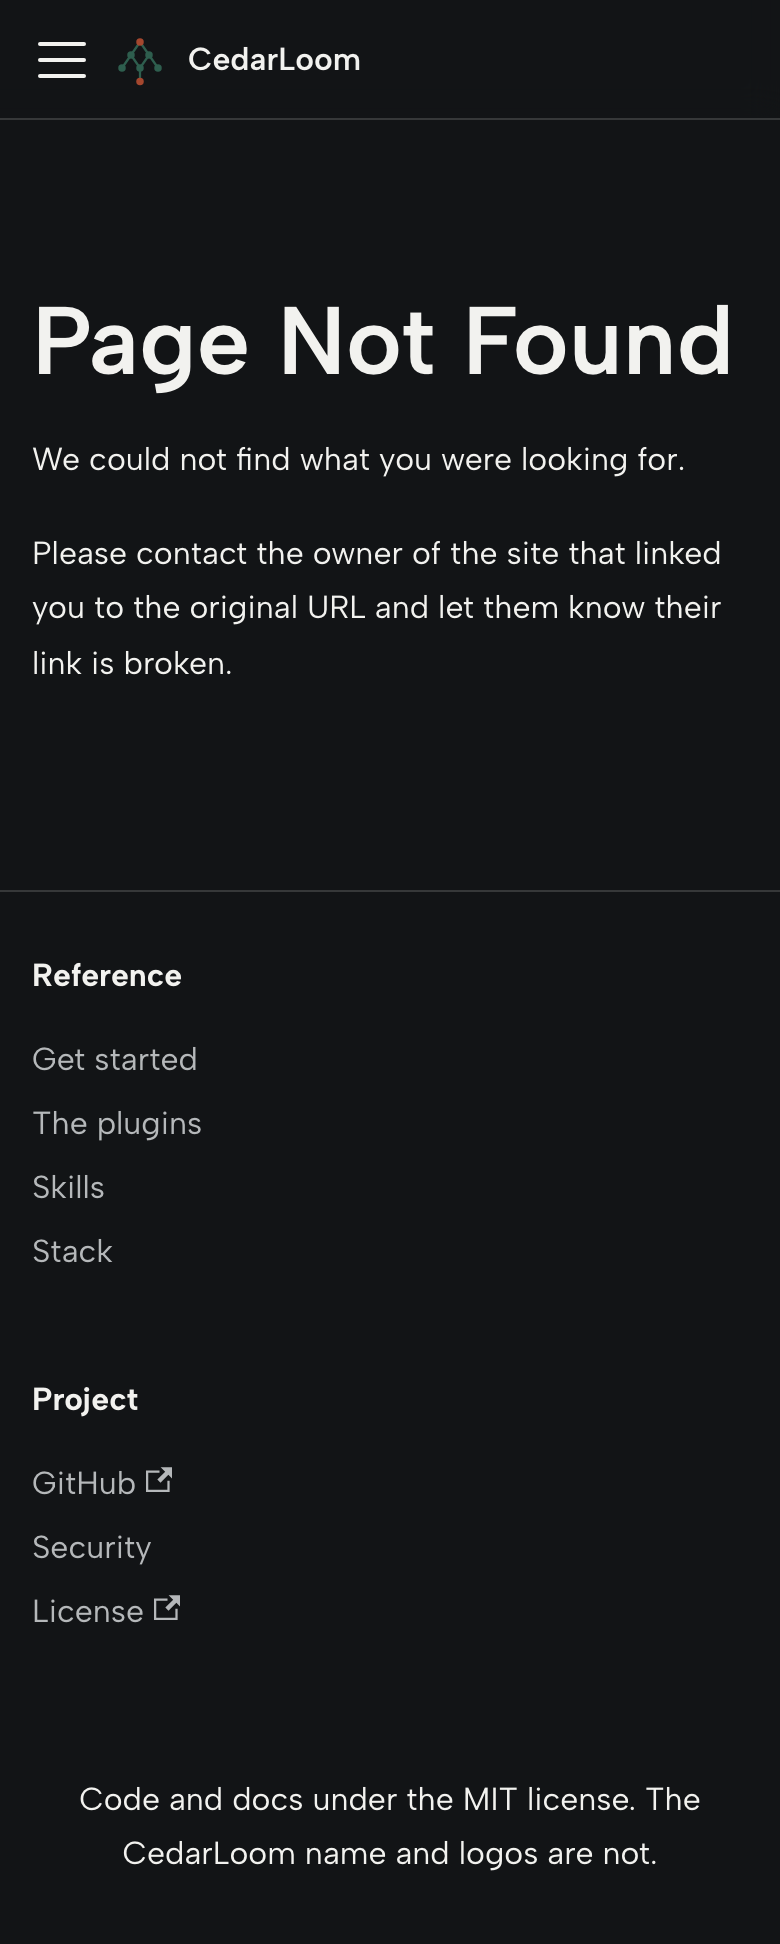 CedarLoom
Page Not Found
We could not find what you were looking for.
Please contact the owner of the site that linked
you to the original URL and let them know their
link is broken.
Reference
Get started
The plugins
Skills
Stack
Project
GitHub
Security
License
Code and docs under the MIT license. The
CedarLoom name and logos are not.